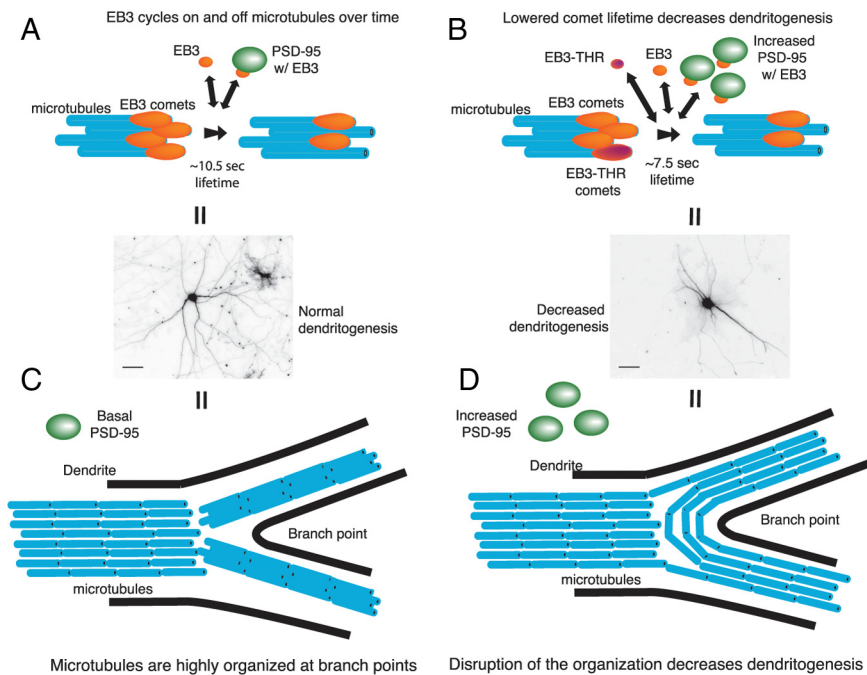 A
EB3 cycles on and off microtubules over time
EB3
PSD-95
w/ EB3
microtubules
EB3 comets
~10.5 sec
lifetime
Normal
dendritogenesis
B
Lowered comet lifetime decreases dendritogenesis
EB3-THR
EB3
Increased
PSD-95
w/ EB3
microtubules
EB3 comets
EB3-THR
comets
~7.5 sec
lifetime
Decreased
dendritogenesis
C
Basal
PSD-95
Dendrite
Branch point
microtubules
Microtubules are highly organized at branch points
D
Increased
PSD-95
Dendrite
Branch point
microtubules
Disruption of the organization decreases dendritogenesis